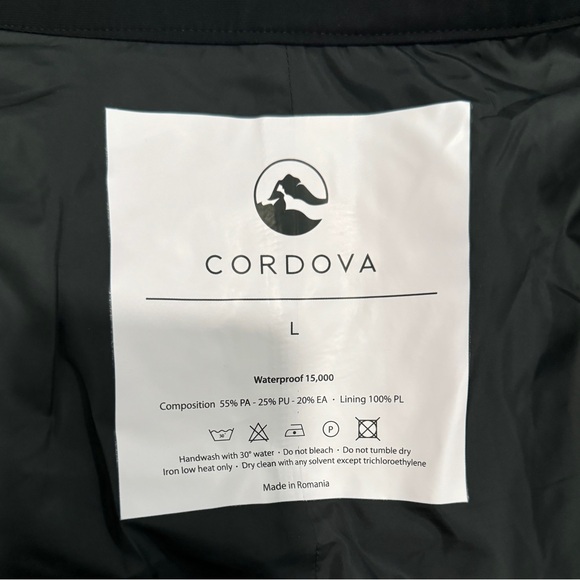 CORDOVA
L
Waterproof 15,000
Composition 55% PA - 25% PU - 20% EA · Lining 100% PL
30°
P
Handwash with 30° water · Do not bleach · Do not tumble dry
Iron low heat only · Dry clean with any solvent except trichloroethylene
Made in Romania